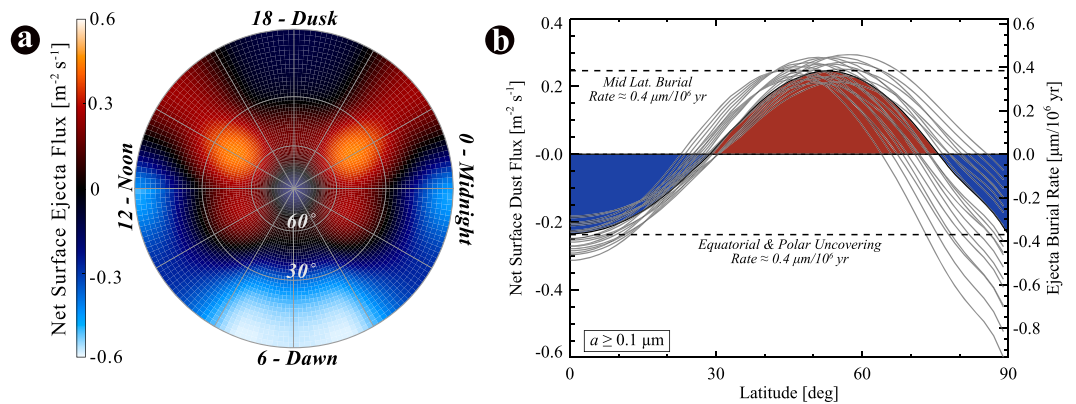 a
Net Surface Ejecta Flux [m⁻² s⁻¹]
0.6
0.3
0
-0.3
-0.6
18 - Dusk
12 - Noon
0 - Midnight
6 - Dawn
60°
30°
b
Net Surface Dust Flux [m⁻² s⁻¹]
0.4
0.2
-0.0
-0.2
-0.4
-0.6
Mid Lat. Burial
Rate ≈ 0.4 μm/10⁶ yr
Equatorial & Polar Uncovering
Rate ≈ 0.4 μm/10⁶ yr
a ≥ 0.1 μm
0
30
60
90
Latitude [deg]
0.6
0.4
0.2
0.0
-0.2
-0.4
-0.6
-0.8
Ejecta Burial Rate [μm/10⁶ yr]